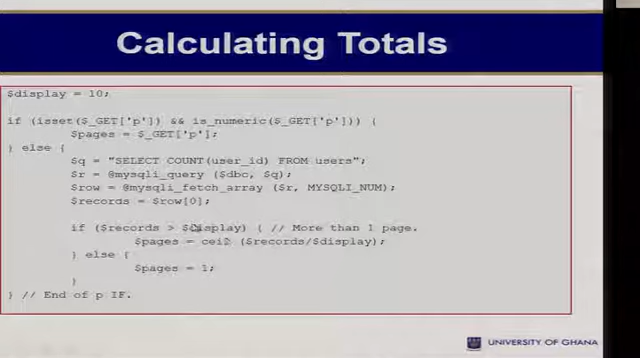 Calculating Totals
$display = 10;
if (isset($_GET['p']) && is_numeric($_GET['p'])) {
$pages = $_GET['p'];
} else {
$q = "SELECT COUNT(user_id) FROM users";
$r = @mysqli_query ($dbc, $q);
$row = @mysqli_fetch_array ($r, MYSQLI_NUM);
$records = $row[0];
if ($records > $display) { // More than 1 page.
$pages = ceil ($records/$display);
} else {
$pages = 1;
}
} // End of p IF.
UNIVERSITY OF GHANA